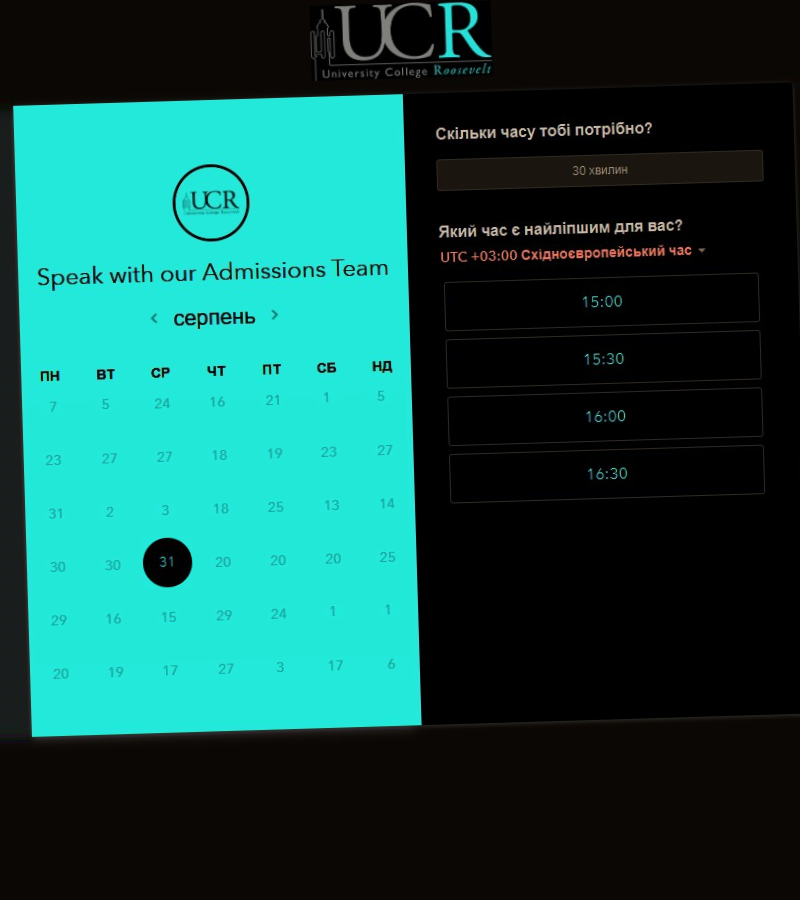 UCR
University College Roosevelt
UCR
University College Roosevelt
Speak with our Admissions Team
серпень
ПН ВТ СР ЧТ ПТ СБ НД
7 5 24 16 21 1 5
23 27 27 18 19 23 27
31 2 3 18 25 13 14
30 30 31 20 20 20 25
29 16 15 29 24 1 1
20 19 17 27 3 17 6
Скільки часу тобі потрібно?
30 хвилин
Який час є найліпшим для вас?
UTC +03:00 Східноєвропейський час
15:00
15:30
16:00
16:30